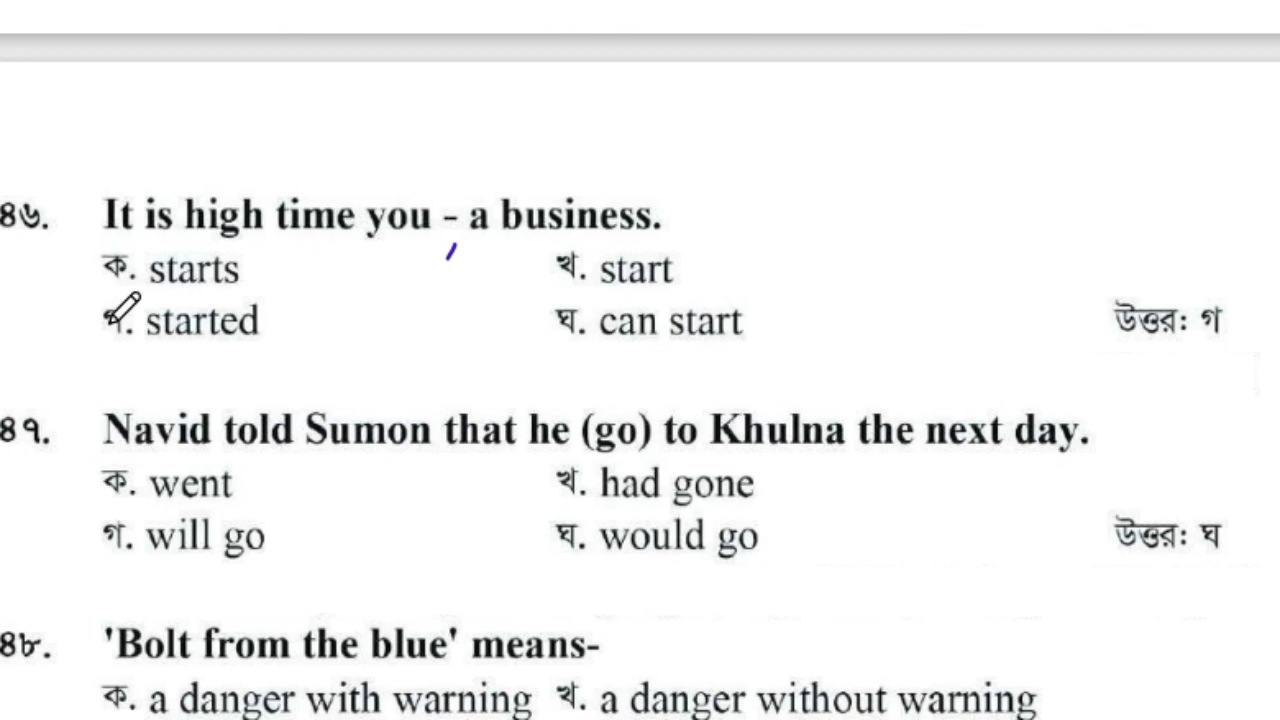 ৪৬. It is high time you - a business.
ক. starts খ. start
গ. started ঘ. can start উত্তর: গ
৪৭. Navid told Sumon that he (go) to Khulna the next day.
ক. went খ. had gone
গ. will go ঘ. would go উত্তর: ঘ
৪৮. 'Bolt from the blue' means-
ক. a danger with warning খ. a danger without warning